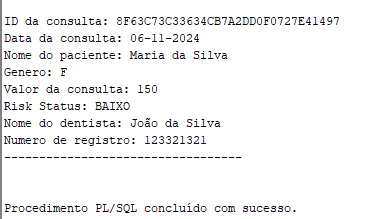 ID da consulta: 8F63C73C33634CB7A2DD0F0727E41497
Data da consulta: 06-11-2024
Nome do paciente: Maria da Silva
Genero: F
Valor da consulta: 150
Risk Status: BAIXO
Nome do dentista: João da Silva
Numero de registro: 123321321
----------------------------------
Procedimento PL/SQL concluído com sucesso.